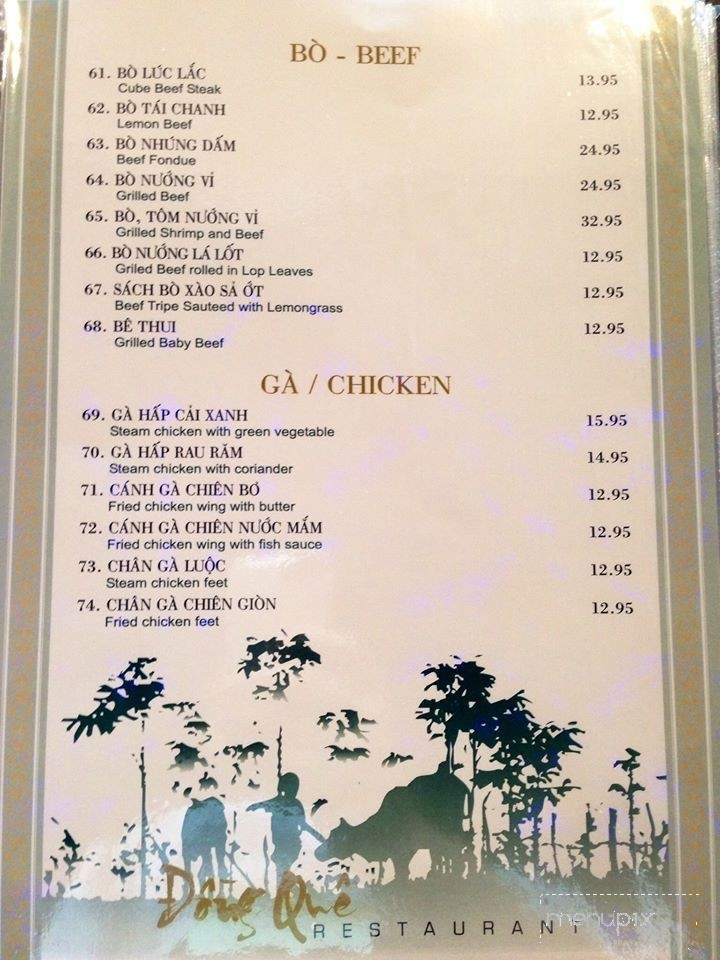 BÒ - BEEF
61. BÒ LÚC LẮC 13.95
Cube Beef Steak
62. BÒ TÁI CHANH 12.95
Lemon Beef
63. BÒ NHÚNG DẤM 24.95
Beef Fondue
64. BÒ NƯỚNG VỈ 24.95
Grilled Beef
65. BÒ, TÔM NƯỚNG VỈ 32.95
Grilled Shrimp and Beef
66. BÒ NƯỚNG LÁ LỐT 12.95
Griled Beef rolled in Lop Leaves
67. SÁCH BÒ XÀO SẢ ỚT 12.95
Beef Tripe Sauteed with Lemongrass
68. BÊ THUI 12.95
Grilled Baby Beef
GÀ / CHICKEN
69. GÀ HẤP CẢI XANH 15.95
Steam chicken with green vegetable
70. GÀ HẤP RAU RĂM 14.95
Steam chicken with coriander
71. CÁNH GÀ CHIÊN BƠ 12.95
Fried chicken wing with butter
72. CÁNH GÀ CHIÊN NƯỚC MẮM 12.95
Fried chicken wing with fish sauce
73. CHÂN GÀ LUỘC 12.95
Steam chicken feet
74. CHÂN GÀ CHIÊN GIÒN 12.95
Fried chicken feet
Đồng Quê
RESTAURANT
menupix